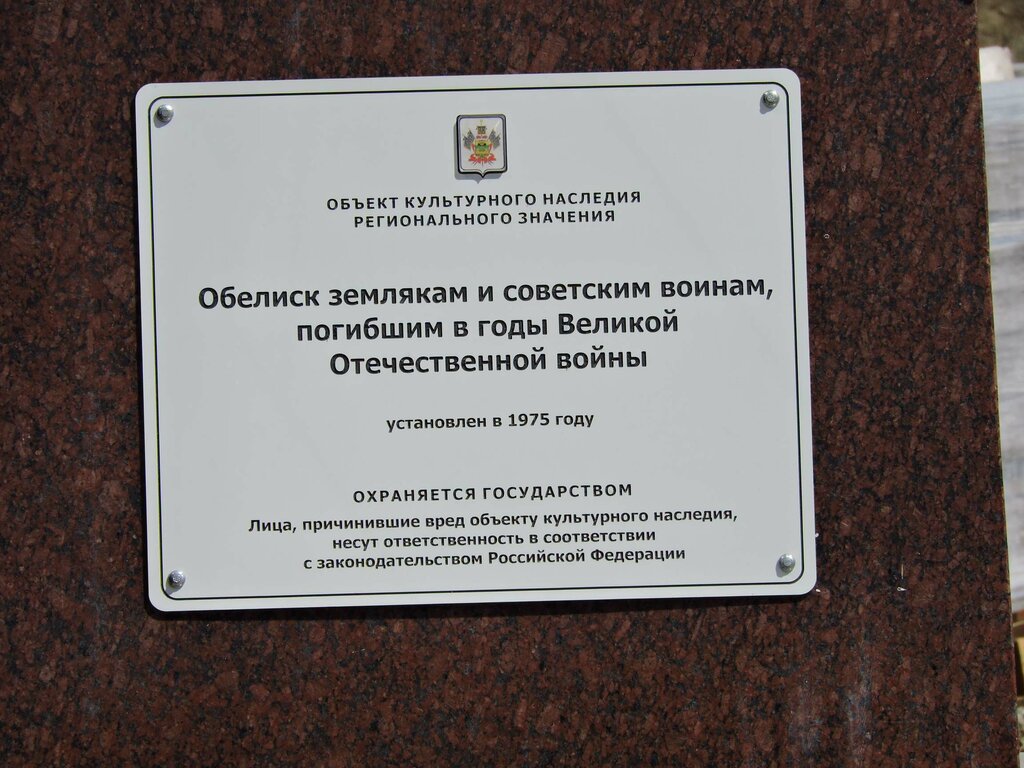 ОБЪЕКТ КУЛЬТУРНОГО НАСЛЕДИЯ
РЕГИОНАЛЬНОГО ЗНАЧЕНИЯ
Обелиск землякам и советским воинам,
погибшим в годы Великой
Отечественной войны
установлен в 1975 году
ОХРАНЯЕТСЯ ГОСУДАРСТВОМ
Лица, причинившие вред объекту культурного наследия,
несут ответственность в соответствии
с законодательством Российской Федерации